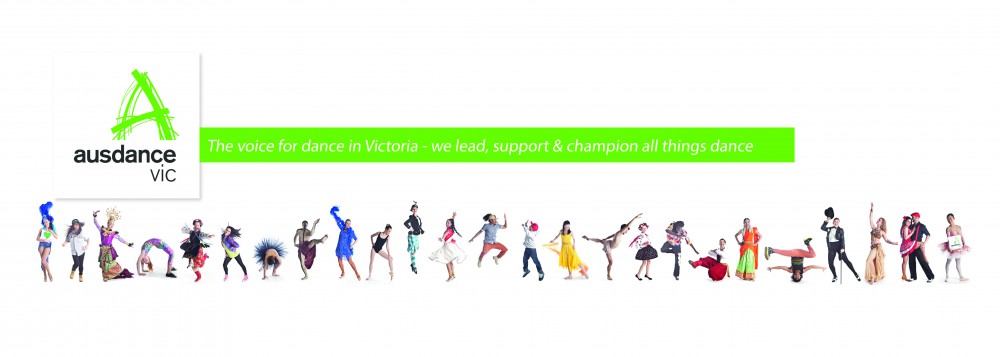 ausdance
vic
The voice for dance in Victoria - we lead, support & champion all things dance